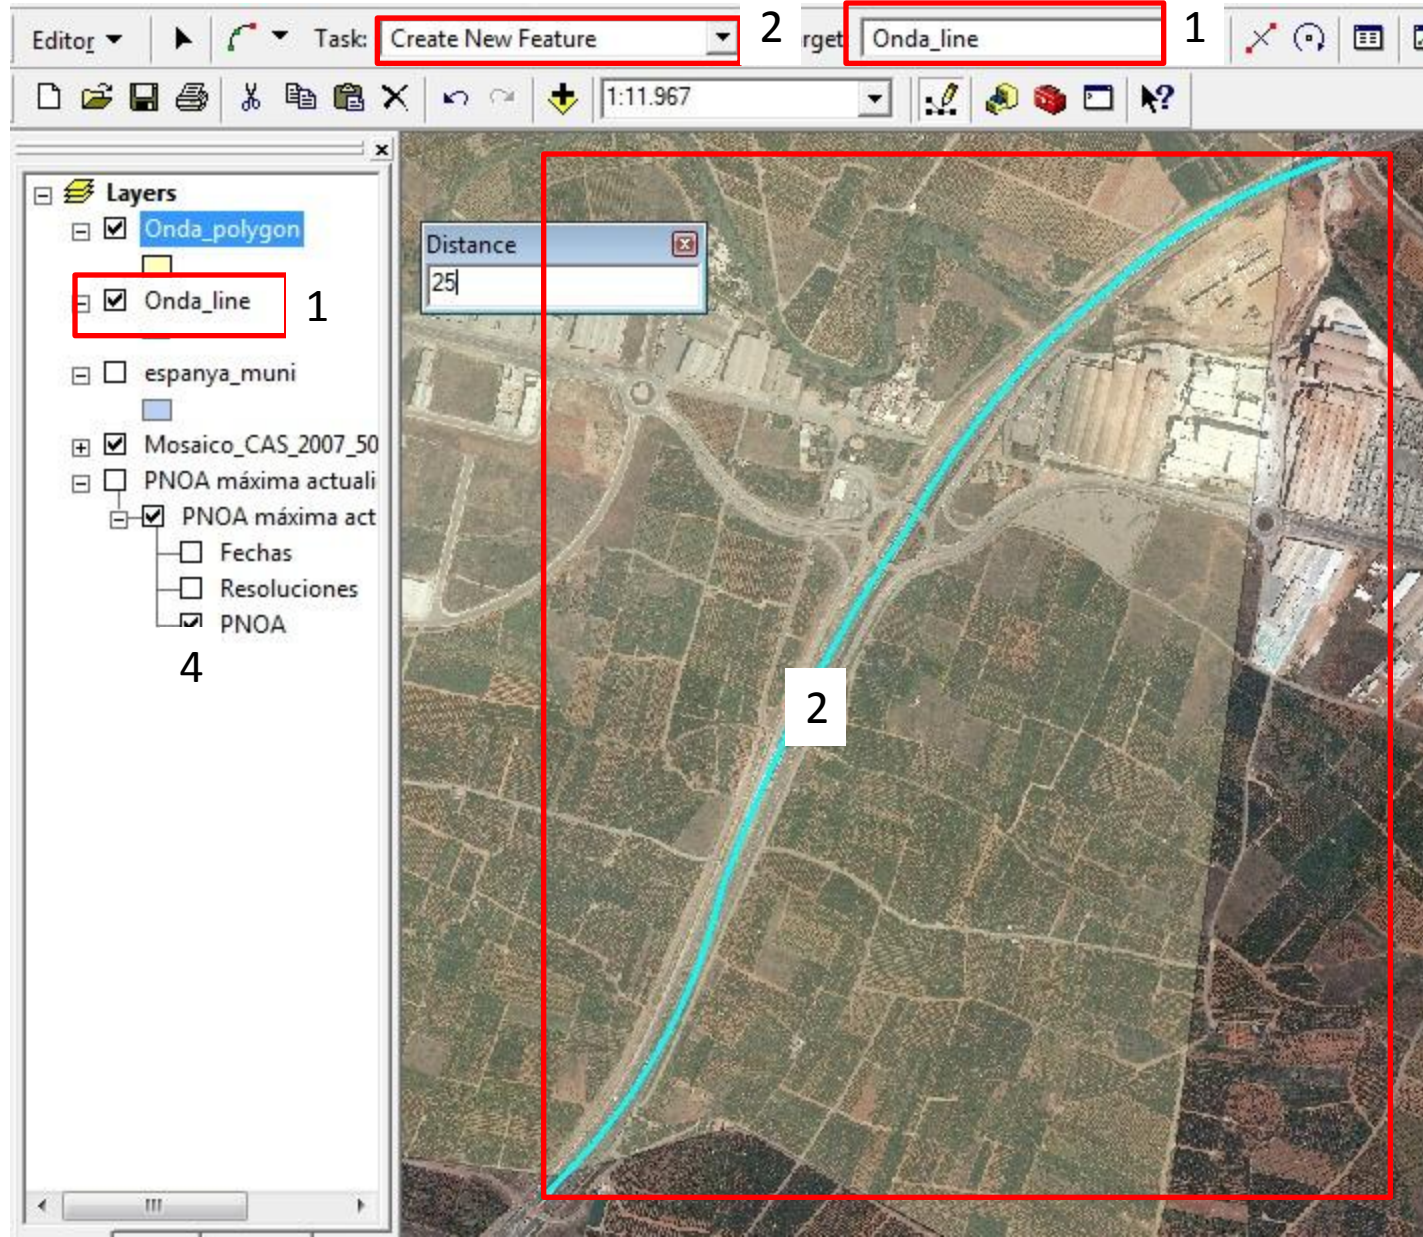 Editor Task: Create New Feature 2 rget: Onda_line 1
1:11.967
Layers
Onda_polygon
Distance
25
Onda_line 1
espanya_muni
Mosaico_CAS_2007_50
PNOA máxima actuali
PNOA máxima act
Fechas
Resoluciones
PNOA
4
2